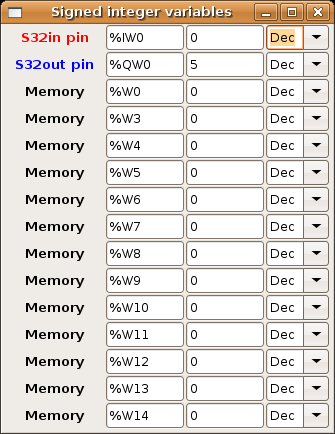 Signed integer variables
S32in pin %IW0 0 Dec
S32out pin %QW0 5 Dec
Memory %W0 0 Dec
Memory %W3 0 Dec
Memory %W4 0 Dec
Memory %W5 0 Dec
Memory %W6 0 Dec
Memory %W7 0 Dec
Memory %W8 0 Dec
Memory %W9 0 Dec
Memory %W10 0 Dec
Memory %W11 0 Dec
Memory %W12 0 Dec
Memory %W13 0 Dec
Memory %W14 0 Dec